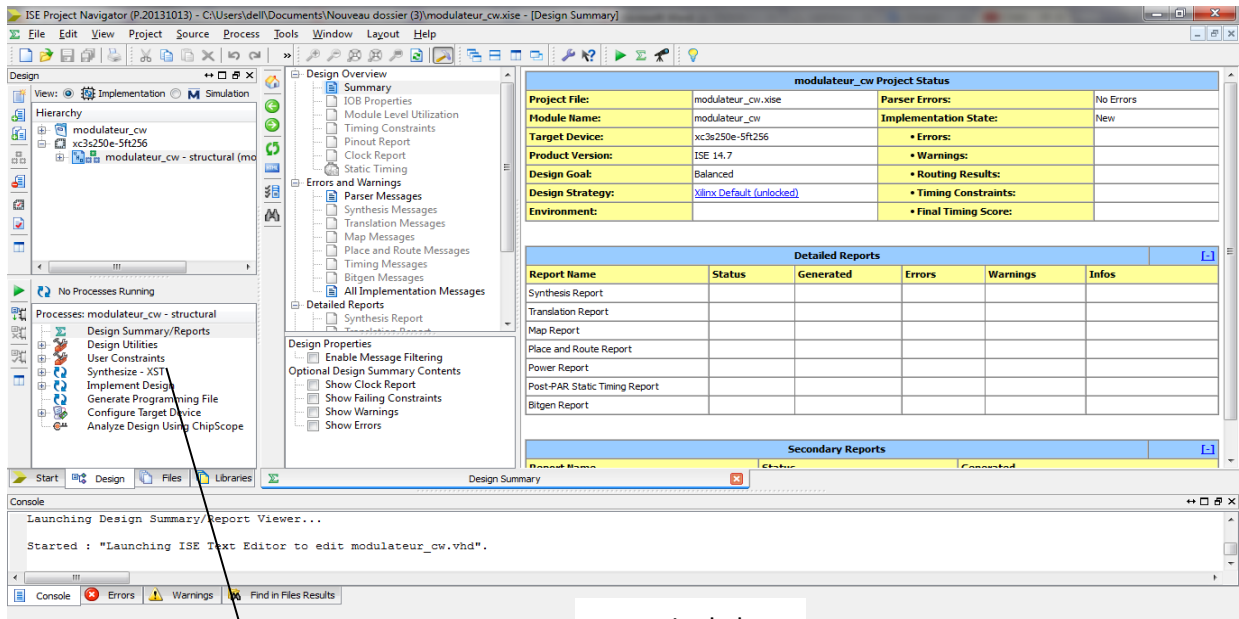 ISE Project Navigator (P.20131013) - C:\Users\dell\Documents\Nouveau dossier (3)\modulateur_cw.xise - [Design Summary]
File Edit View Project Source Process Tools Window Layout Help
Design
View: Implementation Simulation
Hierarchy
modulateur_cw
xc3s250e-5ft256
modulateur_cw - structural (mo
No Processes Running
Processes: modulateur_cw - structural
Design Summary/Reports
Design Utilities
User Constraints
Synthesize - XST
Implement Design
Generate Programming File
Configure Target Device
Analyze Design Using ChipScope
Start Design Files Libraries
Design Overview
Summary
IOB Properties
Module Level Utilization
Timing Constraints
Pinout Report
Clock Report
Static Timing
Errors and Warnings
Parser Messages
Synthesis Messages
Translation Messages
Map Messages
Place and Route Messages
Timing Messages
Bitgen Messages
All Implementation Messages
Detailed Reports
Synthesis Report
Translation Report
Design Properties
Enable Message Filtering
Optional Design Summary Contents
Show Clock Report
Show Failing Constraints
Show Warnings
Show Errors
Design Summary
modulateur_cw Project Status
Project File: modulateur_cw.xise Parser Errors: No Errors
Module Name: modulateur_cw Implementation State: New
Target Device: xc3s250e-5ft256 • Errors:
Product Version: ISE 14.7 • Warnings:
Design Goal: Balanced • Routing Results:
Design Strategy: Xilinx Default (unlocked) • Timing Constraints:
Environment: • Final Timing Score:
Detailed Reports [-]
Report Name Status Generated Errors Warnings Infos
Synthesis Report
Translation Report
Map Report
Place and Route Report
Power Report
Post-PAR Static Timing Report
Bitgen Report
Secondary Reports [-]
Report Name Status Generated
Console
Launching Design Summary/Report Viewer...
Started : "Launching ISE Text Editor to edit modulateur_cw.vhd".
Console Errors Warnings Find in Files Results